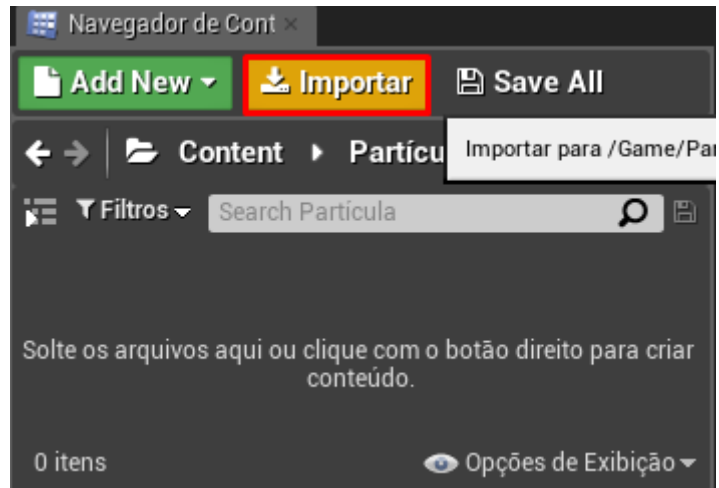 Navegador de Cont
Add New Importar Save All
Content Partícu
Importar para /Game/Par
Filtros Search Partícula
Solte os arquivos aqui ou clique com o botão direito para criar
conteúdo.
0 itens Opções de Exibição